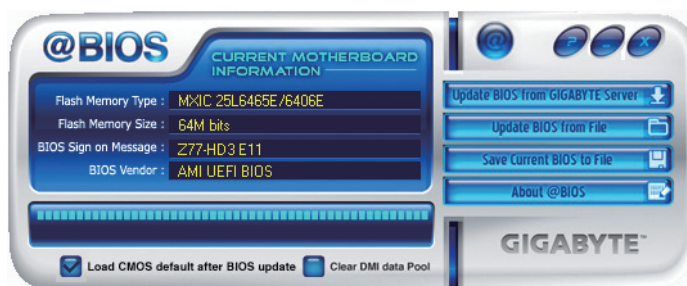 @BIOS
CURRENT MOTHERBOARD
INFORMATION
Flash Memory Type : MXIC 25L6465E/6406E
Flash Memory Size : 64M bits
BIOS Sign on Message : Z77-HD3 E11
BIOS Vendor : AMI UEFI BIOS
Load CMOS default after BIOS update
Clear DMI data Pool
@
? _ X
Update BIOS from GIGABYTE Server
Update BIOS from File
Save Current BIOS to File
About @BIOS
GIGABYTE™